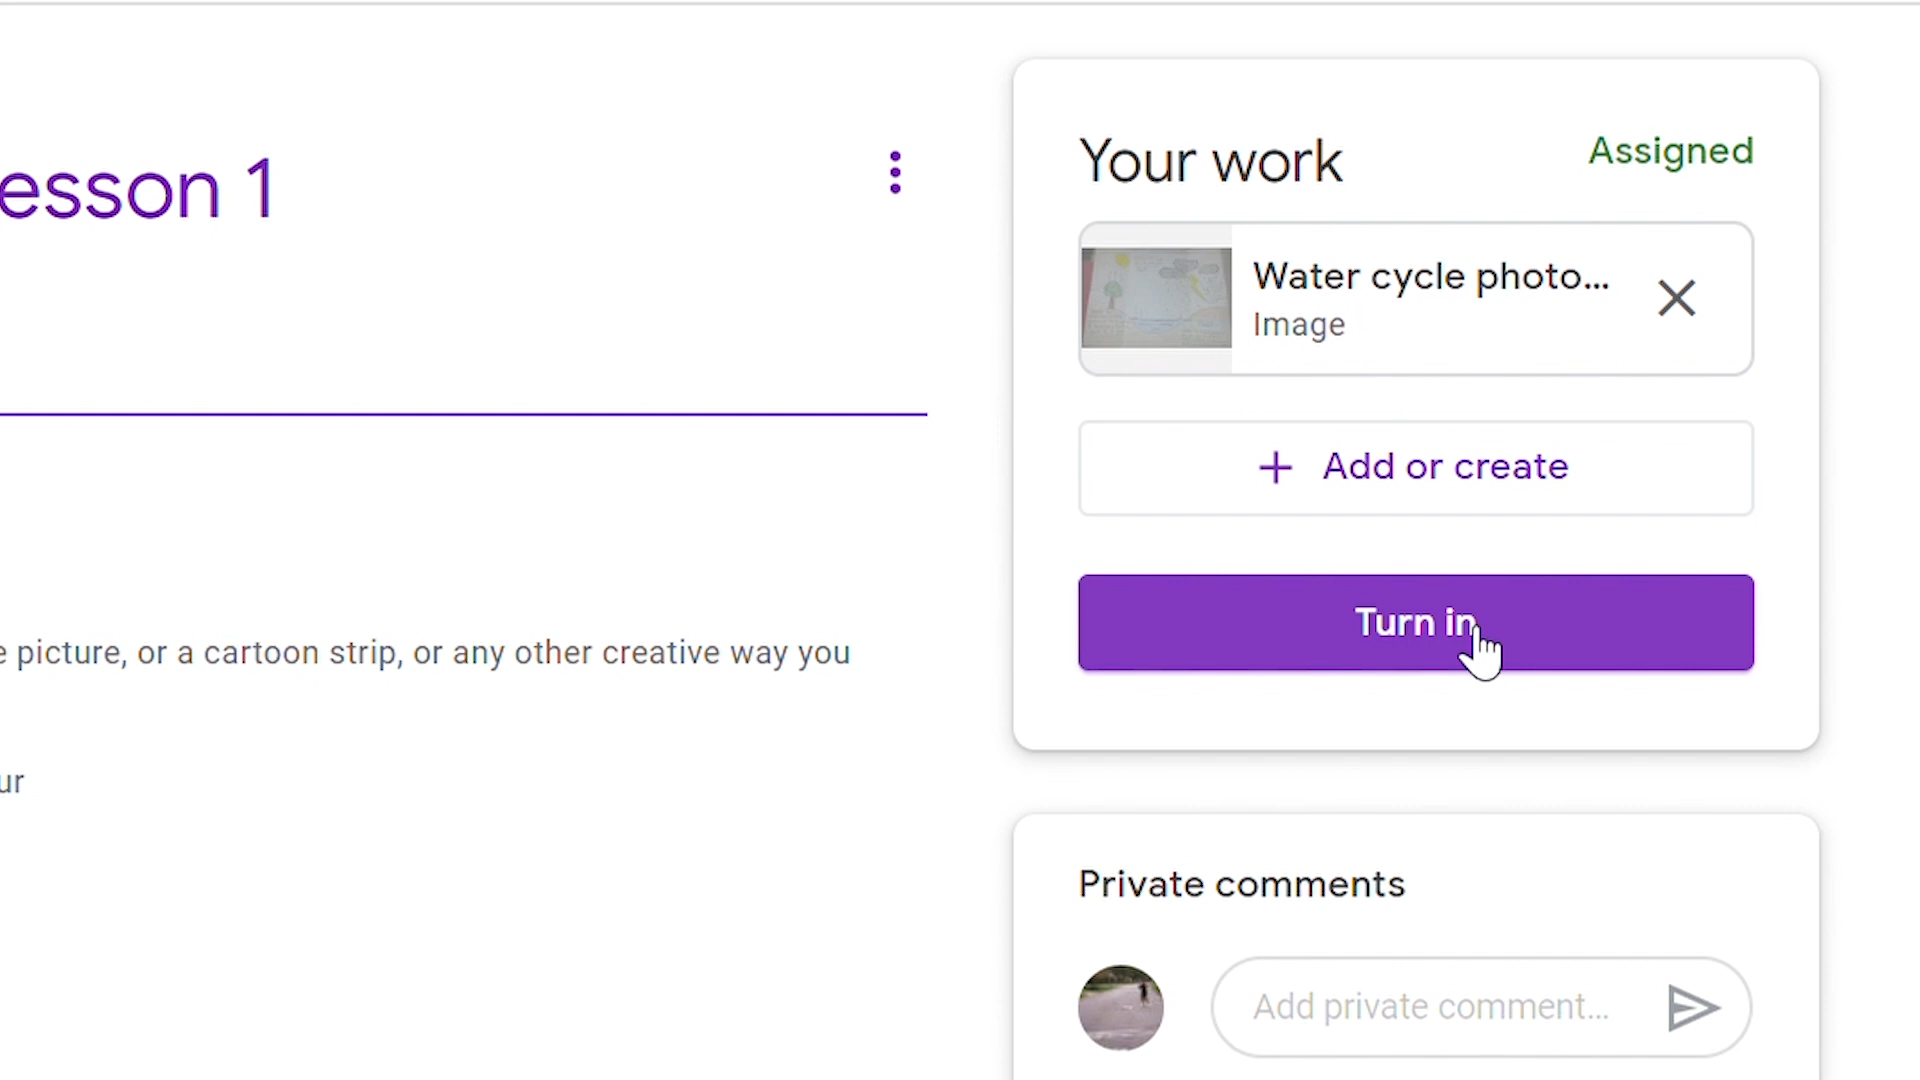 esson 1
e picture, or a cartoon strip, or any other creative way you
ur
Your work
Assigned
Water cycle photo...
Image
+ Add or create
Turn in
Private comments
Add private comment...